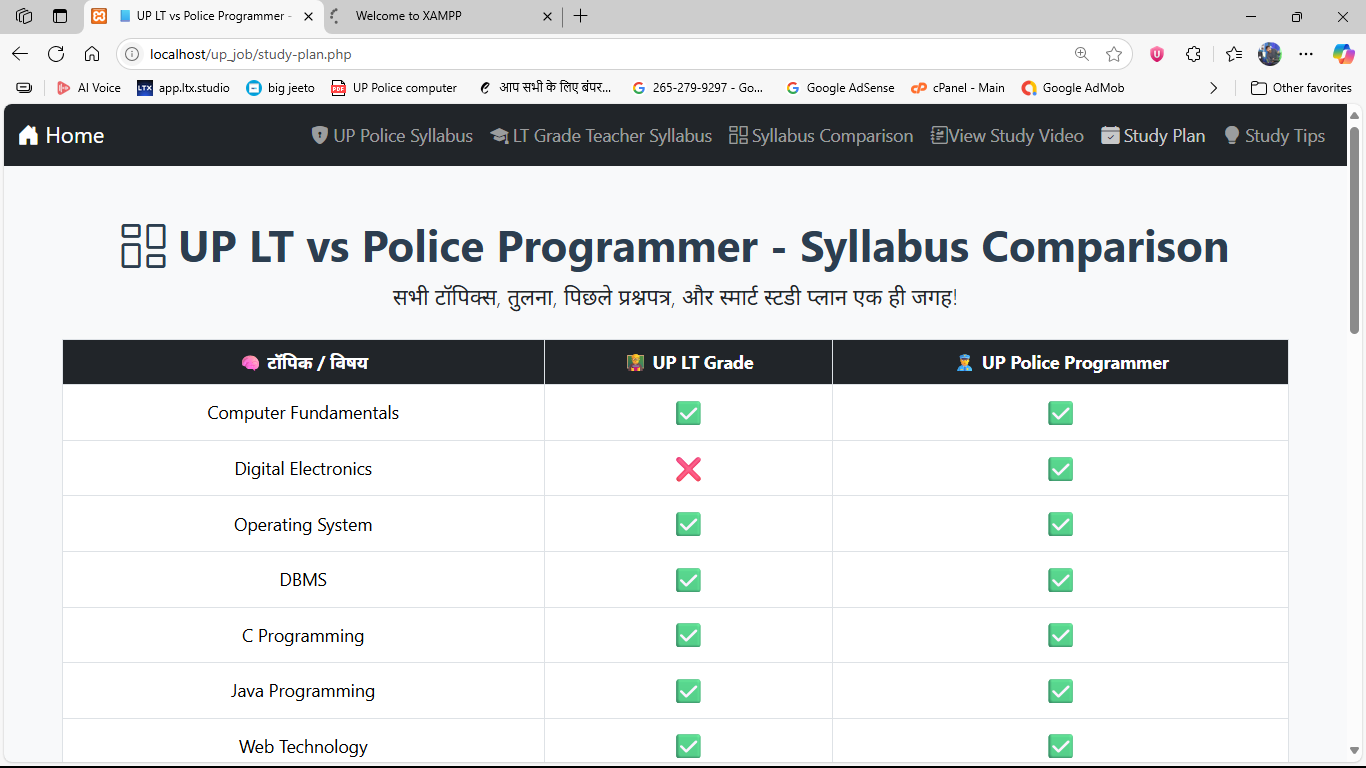 UP LT vs Police Programmer -
Welcome to XAMPP
localhost/up_job/study-plan.php
AI Voice
LTX
app.ltx.studio
big jeeto
PDF
UP Police computer
आप सभी के लिए बंपर...
265-279-9297 - Go...
Google AdSense
cPanel - Main
Google AdMob
Other favorites
Home
UP Police Syllabus
LT Grade Teacher Syllabus
Syllabus Comparison
View Study Video
Study Plan
Study Tips
UP LT vs Police Programmer - Syllabus Comparison
सभी टॉपिक्स, तुलना, पिछले प्रश्नपत्र, और स्मार्ट स्टडी प्लान एक ही जगह!
🧠 टॉपिक / विषय
👩‍🏫 UP LT Grade
👮 UP Police Programmer
Computer Fundamentals ✅ ✅
Digital Electronics ❌ ✅
Operating System ✅ ✅
DBMS ✅ ✅
C Programming ✅ ✅
Java Programming ✅ ✅
Web Technology ✅ ✅